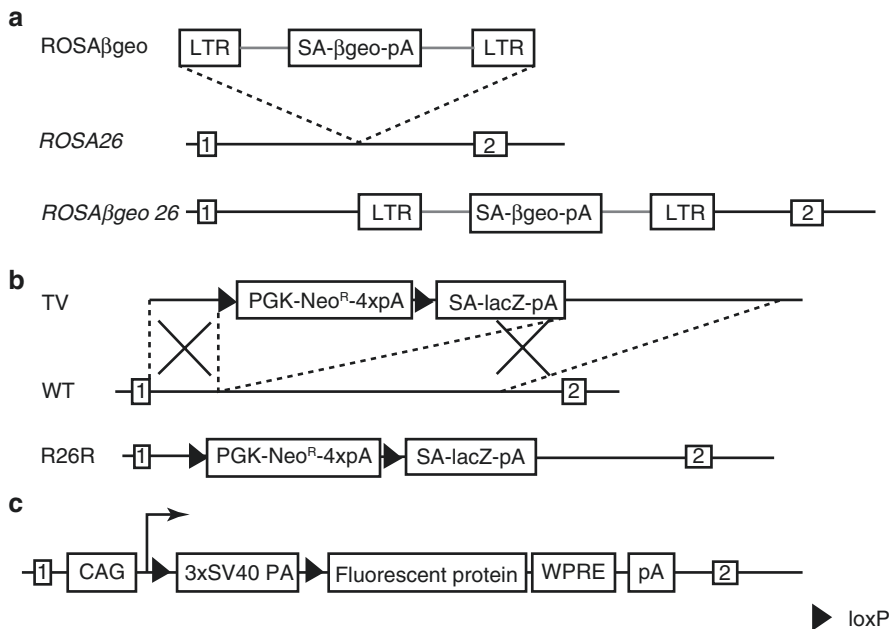 a
ROSAβgeo LTR SA-βgeo-pA LTR
ROSA26 1 2
ROSAβgeo 26 1 LTR SA-βgeo-pA LTR 2
b
TV PGK-Neoᴿ-4xpA SA-lacZ-pA
WT 1 2
R26R 1 PGK-Neoᴿ-4xpA SA-lacZ-pA 2
c
1 CAG 3xSV40 PA Fluorescent protein WPRE pA 2
loxP